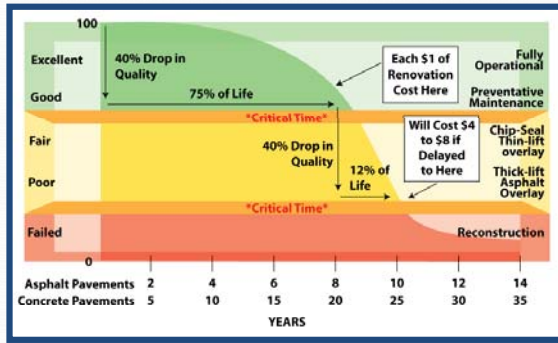 100
Excellent
Good
Fair
Poor
Failed
0
40% Drop in
Quality
75% of Life
Each $1 of
Renovation
Cost Here
Fully
Operational
Preventative
Maintenance
*Critical Time*
40% Drop in
Quality
12% of
Life
Will Cost $4
to $8 if
Delayed
to Here
Chip-Seal
Thin-lift
overlay
Thick-lift
Asphalt
Overlay
*Critical Time*
Reconstruction
Asphalt Pavements 2 4 6 8 10 12 14
Concrete Pavements 5 10 15 20 25 30 35
YEARS